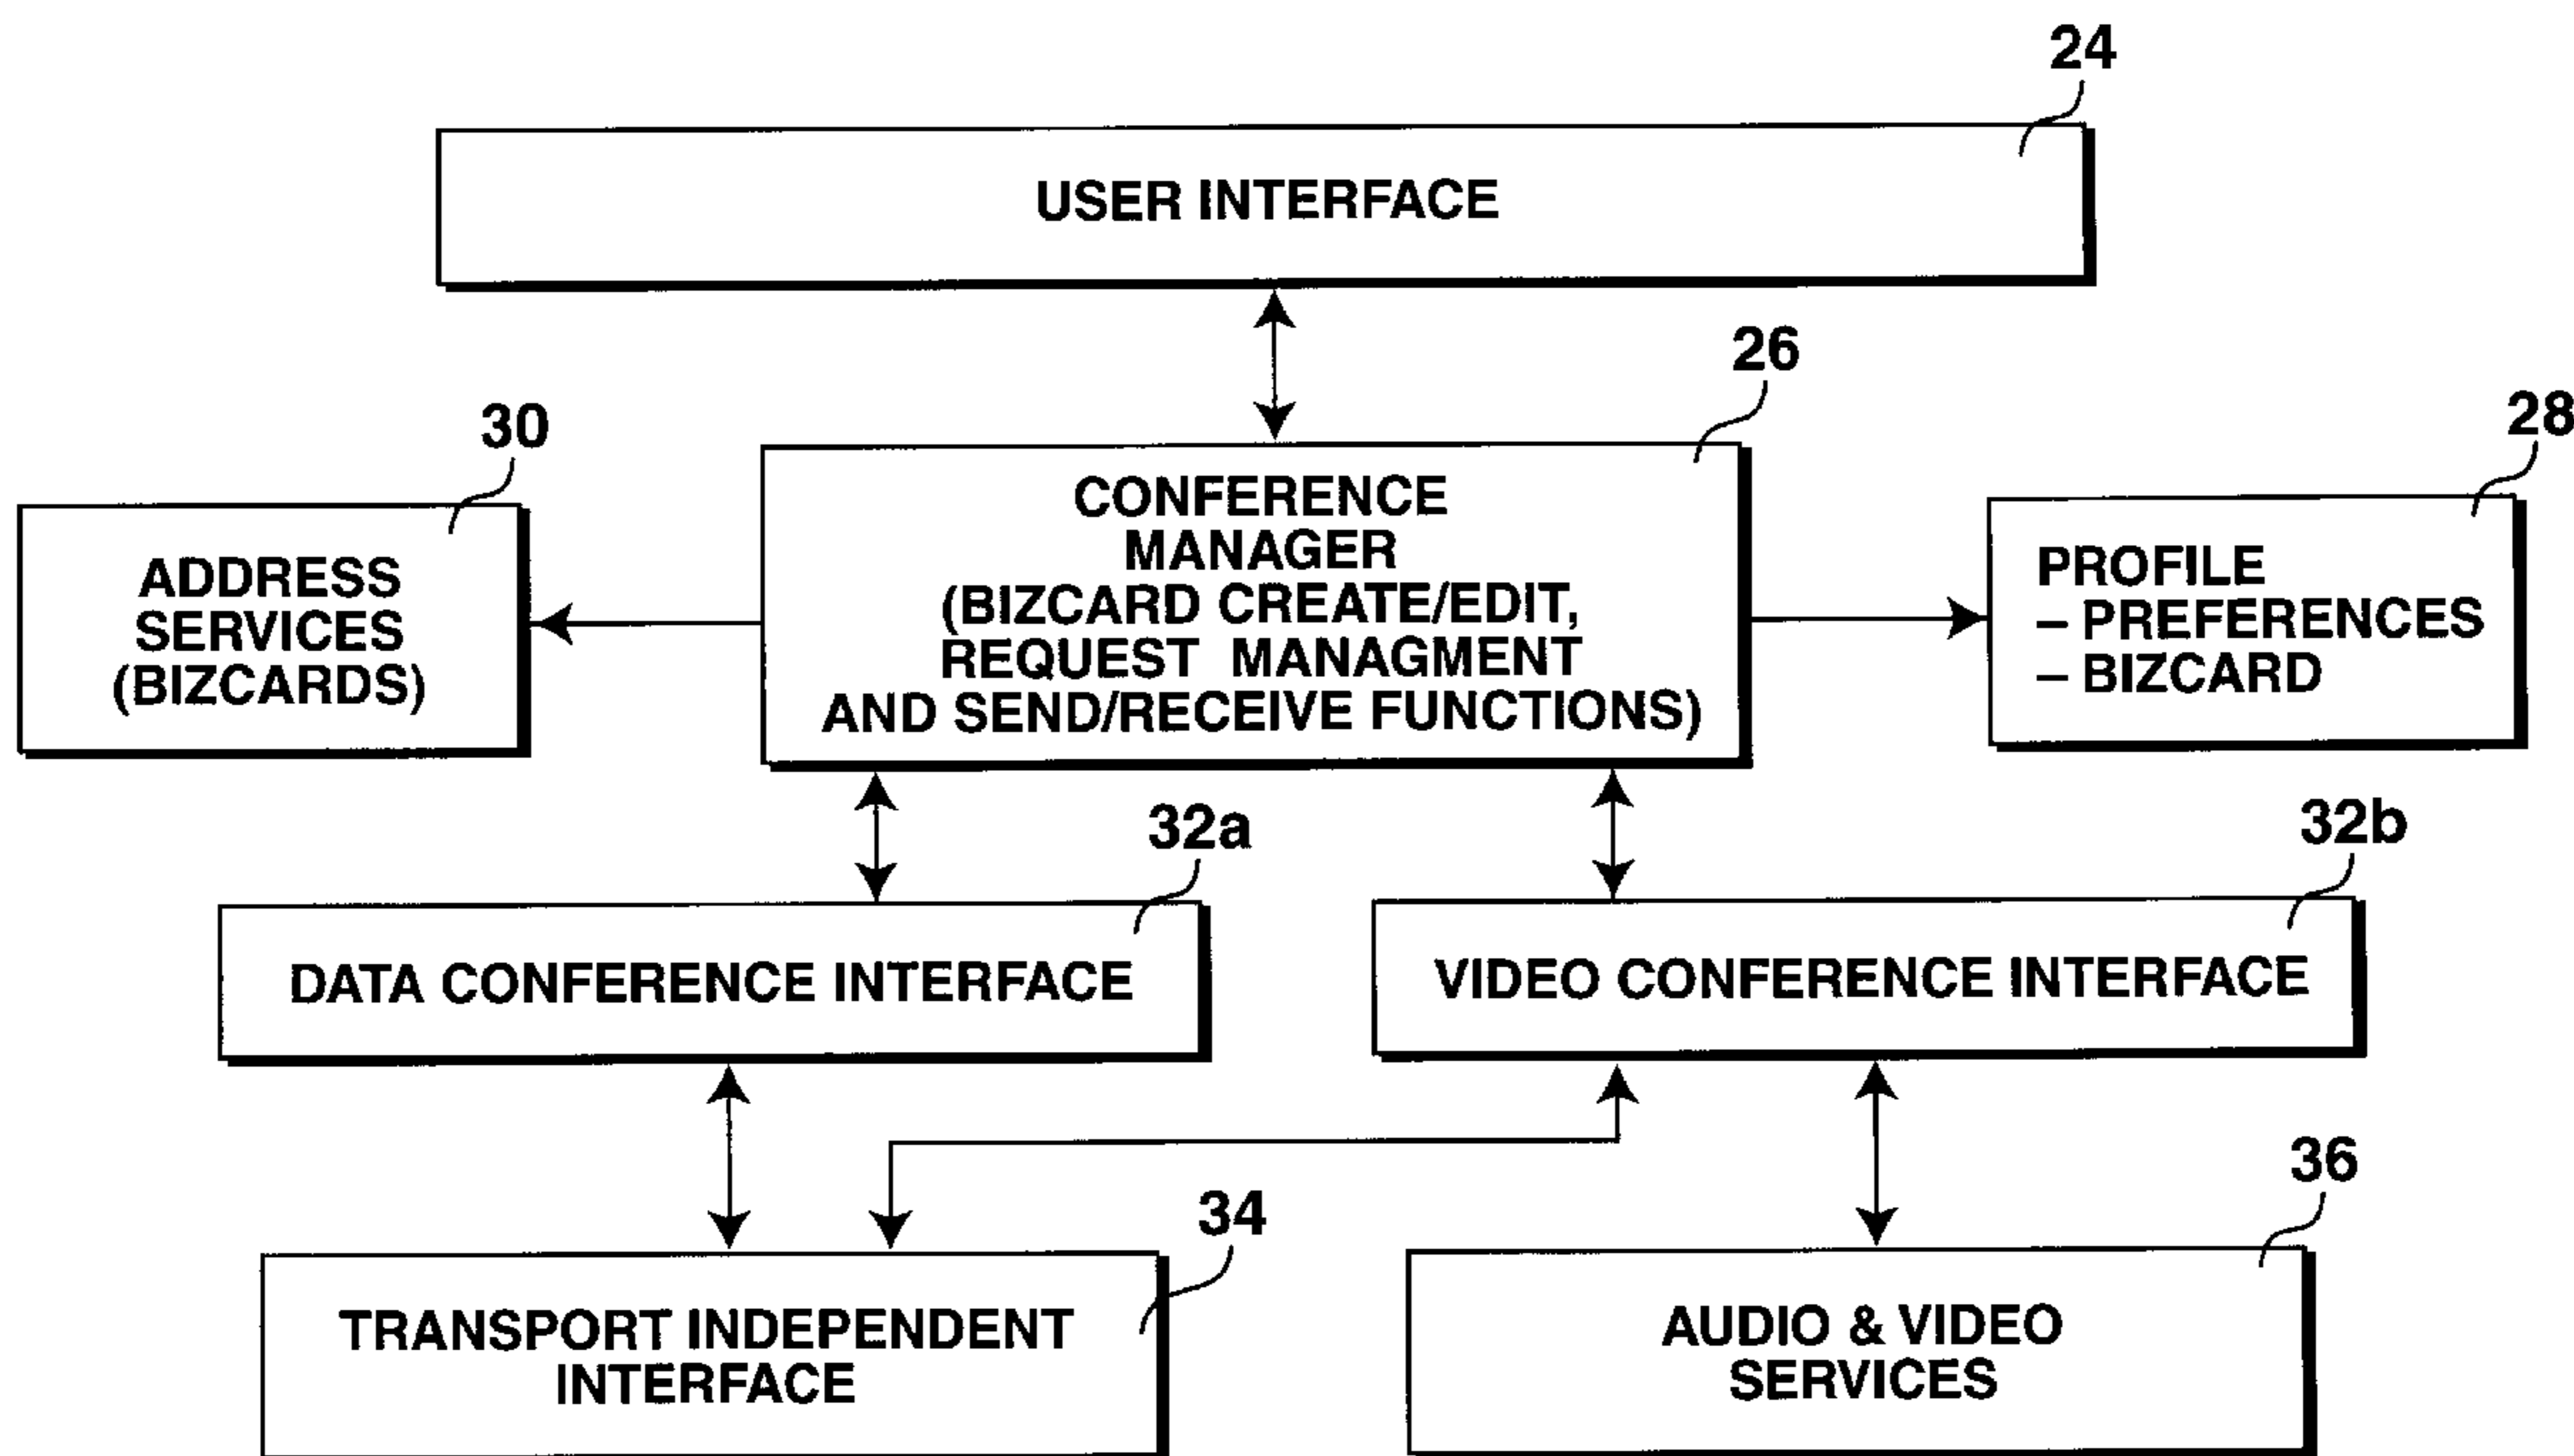 24
USER INTERFACE
26
28
30
CONFERENCE
MANAGER
(BIZCARD CREATE/EDIT,
REQUEST MANAGMENT
AND SEND/RECEIVE FUNCTIONS)
ADDRESS
SERVICES
(BIZCARDS)
PROFILE
– PREFERENCES
– BIZCARD
32a
32b
DATA CONFERENCE INTERFACE
VIDEO CONFERENCE INTERFACE
34
36
TRANSPORT INDEPENDENT
INTERFACE
AUDIO & VIDEO
SERVICES